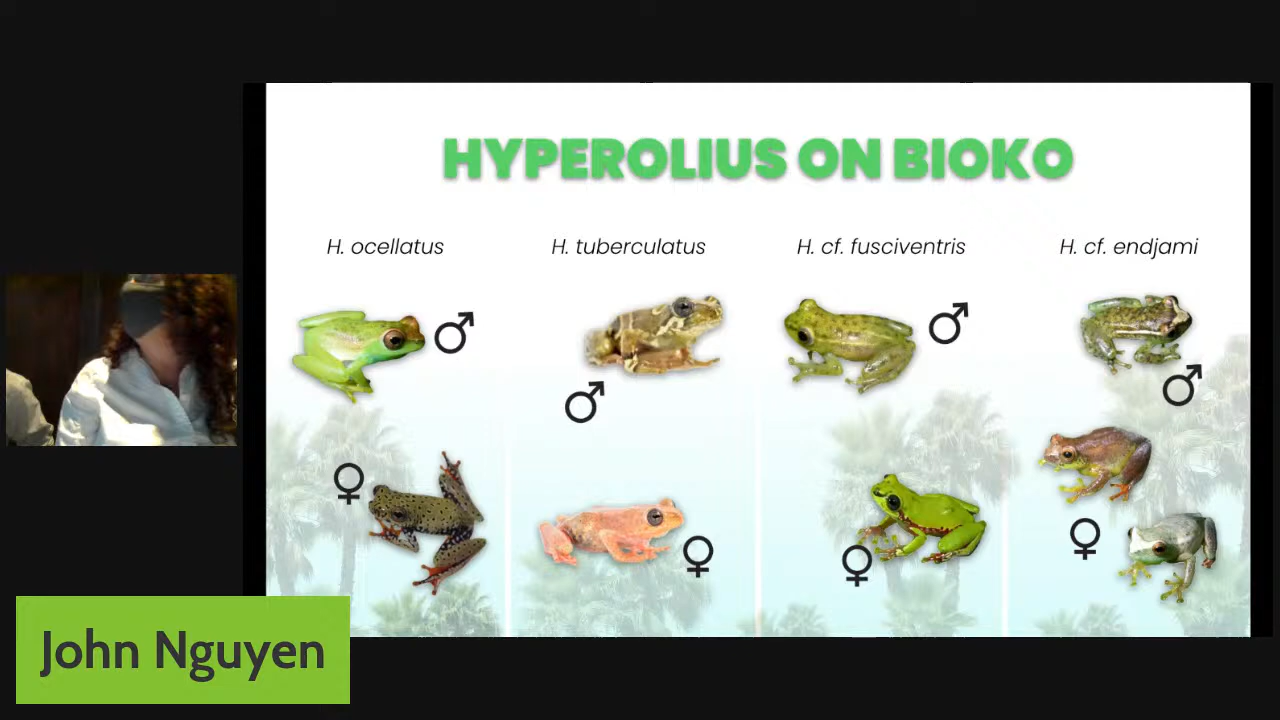 HYPEROLIUS ON BIOKO
H. ocellatus
H. tuberculatus
H. cf. fusciventris
H. cf. endjami
♂
♂
♂
♂
♀
♀
♀
♀
John Nguyen